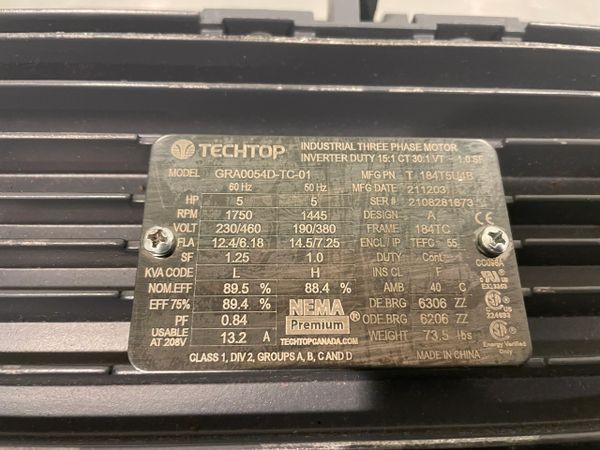 TECHTOP INDUSTRIAL THREE PHASE MOTOR
INVERTER DUTY 15:1 CT 30:1 VT 1.0 SF
MODEL GRA0054D-TC-01 MFG PN T 184T5U4B
60 Hz 50 Hz MFG DATE 211203
HP 5 5 SER # 2108281873
RPM 1750 1445 DESIGN A
VOLT 230/460 190/380 FRAME 184TC
FLA 12.4/6.18 14.5/7.25 ENCL / IP TEFC 55
SF 1.25 1.0 DUTY Cont.
KVA CODE L H INS CL F
NOM.EFF 89.5 % 88.4 % AMB 40 C
EFF 75% 89.4 % NEMA Premium ® DE.BRG 6306 ZZ
PF 0.84 ODE.BRG 6206 ZZ
USABLE AT 208V 13.2 A TECHTOPCANADA.COM WEIGHT 73.5 lbs
CLASS 1, DIV 2, GROUPS A, B, C AND D MADE IN CHINA
CE
CC098A
Energy Verified
Only